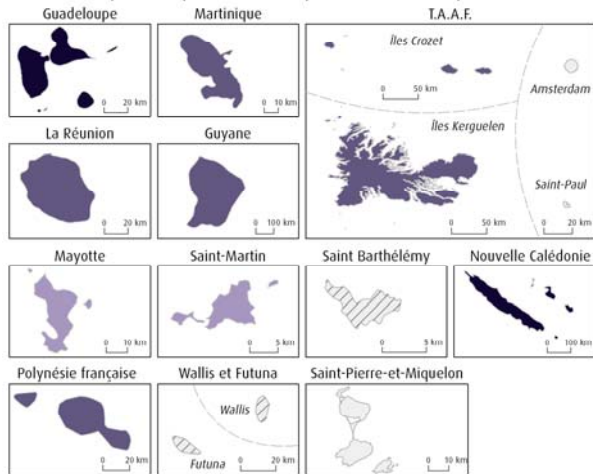 Guadeloupe
0 20 km
Martinique
0 10 km
T.A.A.F.
Îles Crozet
0 50 km
Amsterdam
Îles Kerguelen
0 50 km
Saint-Paul
0 20 km
La Réunion
0 20 km
Guyane
0 100 km
Mayotte
0 10 km
Saint-Martin
0 5 km
Saint Barthélémy
0 5 km
Nouvelle Calédonie
0 100 km
Polynésie française
0 20 km
Wallis et Futuna
Wallis
Futuna
0 20 km
Saint-Pierre-et-Miquelon
0 10 km